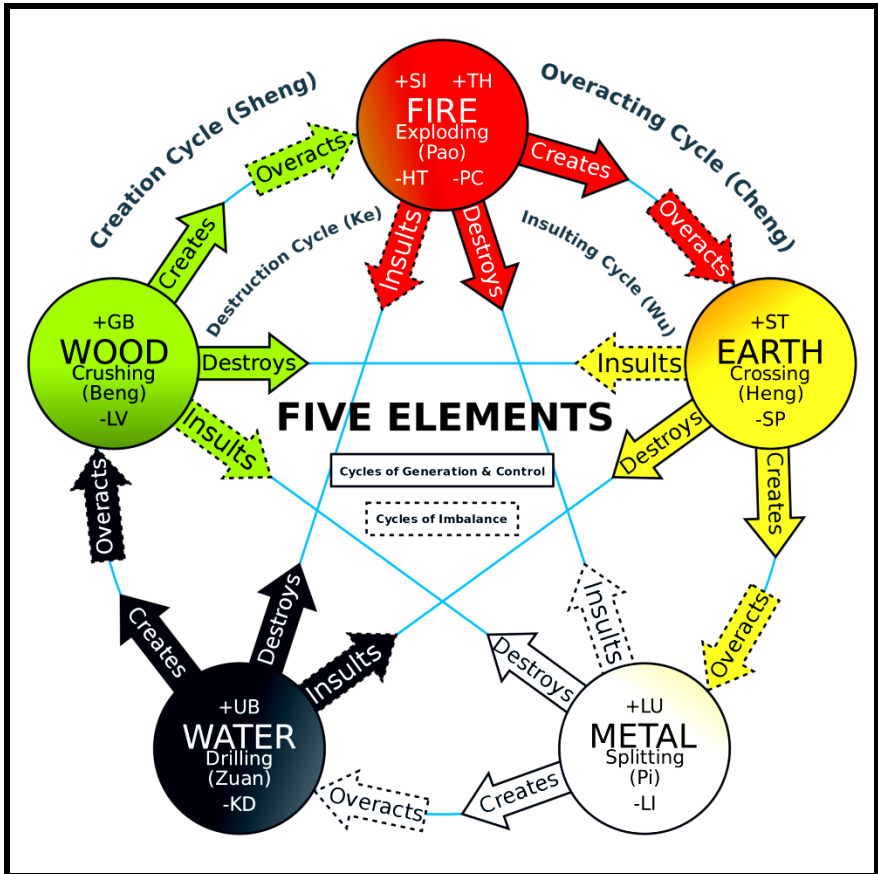 Creation Cycle (Sheng)
Overacting Cycle (Cheng)
Destruction Cycle (Ke)
Insulting Cycle (Wu)
+SI +TH
FIRE
Exploding
(Pao)
-HT -PC
Creates
Overacts
Insults
Destroys
+GB
WOOD
Crushing
(Beng)
-LV
Creates
Overacts
Destroys
Insults
+ST
EARTH
Crossing
(Heng)
-SP
Insults
Destroys
Creates
Overacts
FIVE ELEMENTS
Cycles of Generation & Control
Cycles of Imbalance
+UB
WATER
Drilling
(Zuan)
-KD
Overacts
Creates
Destroys
Insults
+LU
METAL
Splitting
(Pi)
-LI
Insults
Destroys
Creates
Overacts